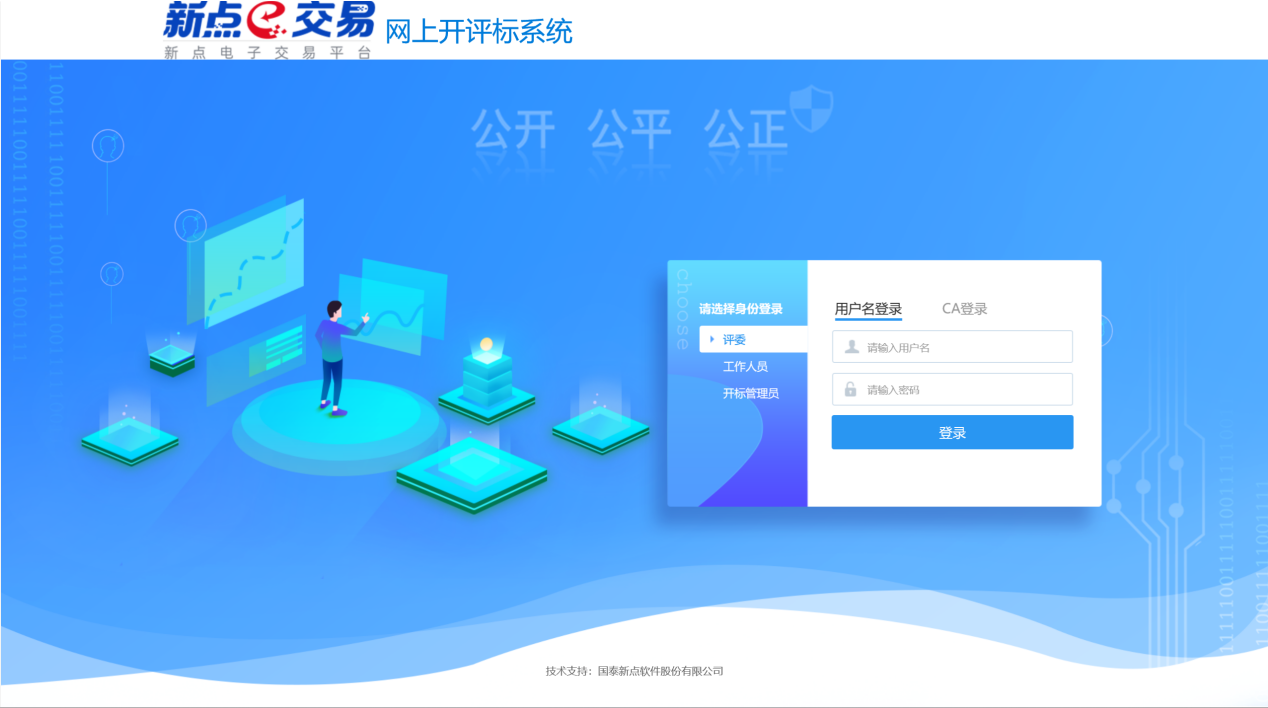 新点e交易
新点电子交易平台
网上开评标系统
公开 公平 公正
choose
请选择身份登录
评委
工作人员
开标管理员
用户名登录 CA登录
请输入用户名
请输入密码
登录
技术支持：国泰新点软件股份有限公司